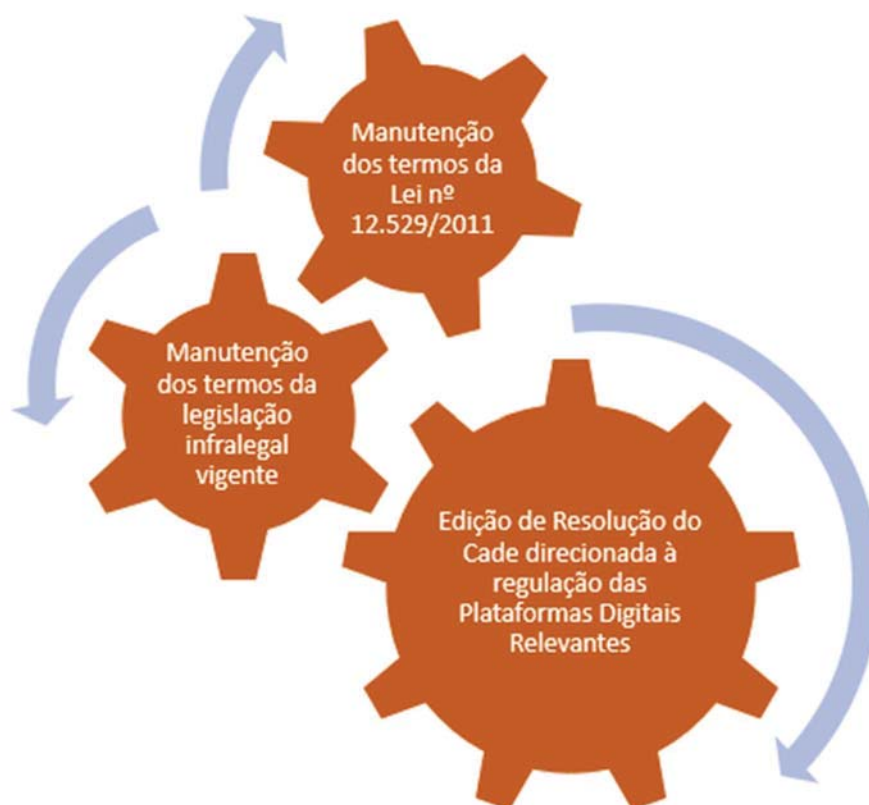 Manutenção
dos termos da
Lei nº
12.529/2011
Manutenção
dos termos da
legislação
infralegal
vigente
Edição de Resolução do
Cade direcionada à
regulação das
Plataformas Digitais
Relevantes